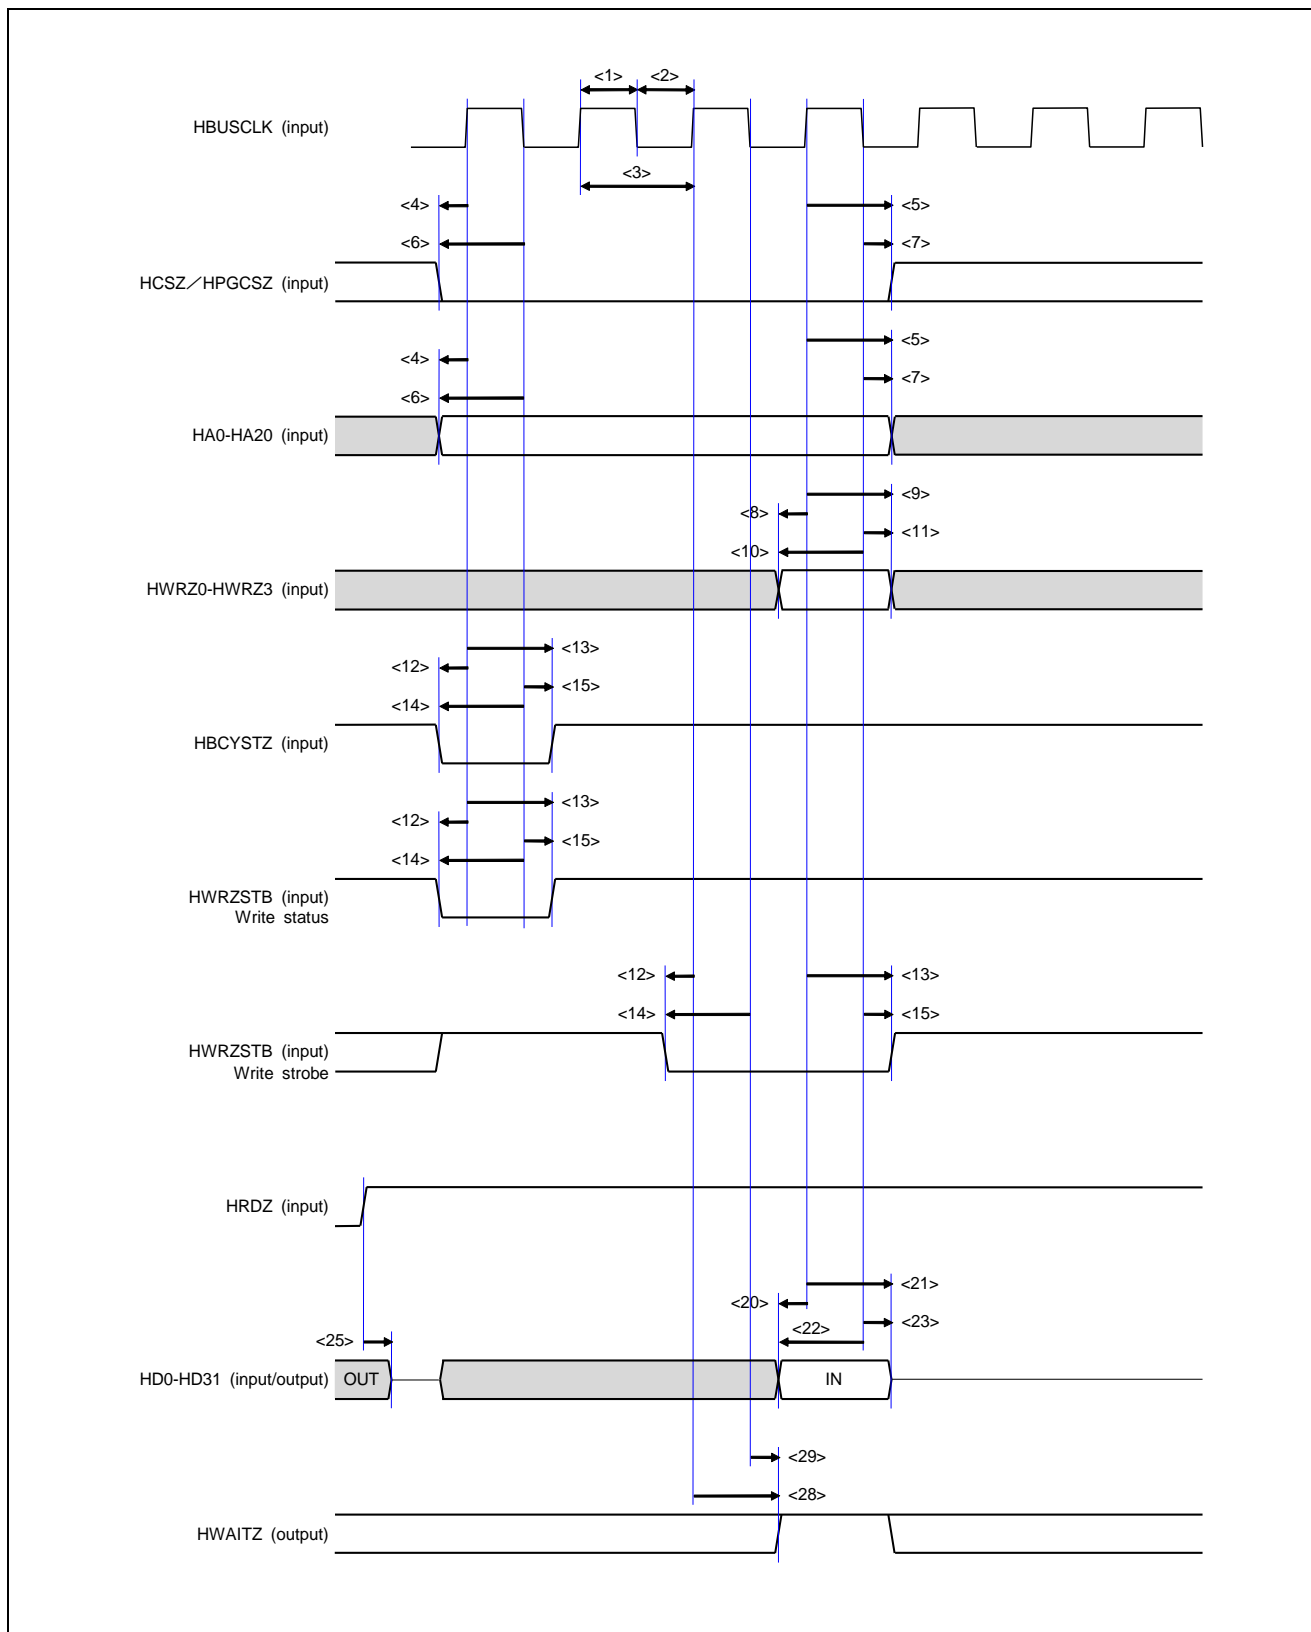 <1> <2>
HBUSCLK (input)
<3>
<4> <5>
<6> <7>
HCSZ／HPGCSZ (input)
<5>
<4>
<7>
<6>
HA0-HA20 (input)
<9>
<8>
<11>
<10>
HWRZ0-HWRZ3 (input)
<13>
<12>
<15>
<14>
HBCYSTZ (input)
<13>
<12>
<15>
<14>
HWRZSTB (input)
Write status
<12> <13>
<14> <15>
HWRZSTB (input)
Write strobe
HRDZ (input)
<21>
<20>
<23>
<25> <22>
HD0-HD31 (input/output) OUT IN
<29>
<28>
HWAITZ (output)